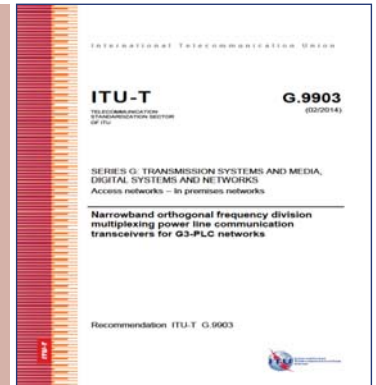 International Telecommunication Union
ITU-T
G.9903
TELECOMMUNICATION
STANDARDIZATION SECTOR
OF ITU
(02/2014)
SERIES G: TRANSMISSION SYSTEMS AND MEDIA,
DIGITAL SYSTEMS AND NETWORKS
Access networks – In premises networks
Narrowband orthogonal frequency division
multiplexing power line communication
transceivers for G3-PLC networks
Recommendation ITU-T G.9903
ITU-T